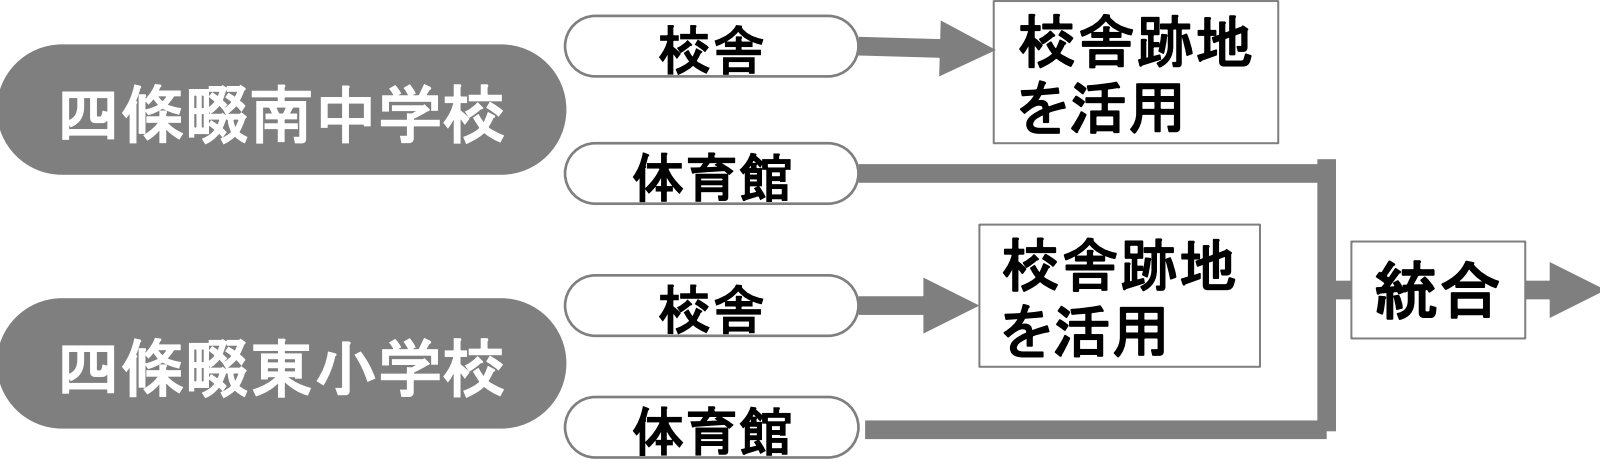 四條畷南中学校
校舎
校舎跡地
を活用
体育館
四條畷東小学校
校舎
校舎跡地
を活用
体育館
統合